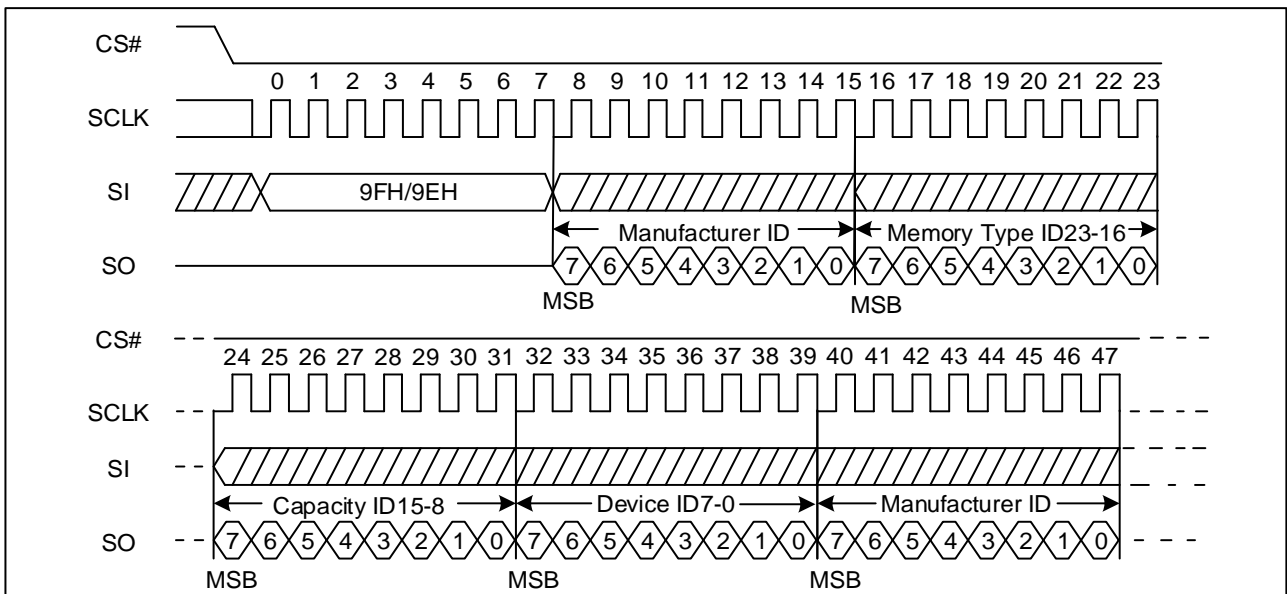 CS#
0 1 2 3 4 5 6 7 8 9 10 11 12 13 14 15 16 17 18 19 20 21 22 23
SCLK
SI 9FH/9EH
Manufacturer ID Memory Type ID23-16
SO 7 6 5 4 3 2 1 0 7 6 5 4 3 2 1 0
MSB MSB
CS#
24 25 26 27 28 29 30 31 32 33 34 35 36 37 38 39 40 41 42 43 44 45 46 47
SCLK
SI
Capacity ID15-8 Device ID7-0 Manufacturer ID
SO 7 6 5 4 3 2 1 0 7 6 5 4 3 2 1 0 7 6 5 4 3 2 1 0
MSB MSB MSB